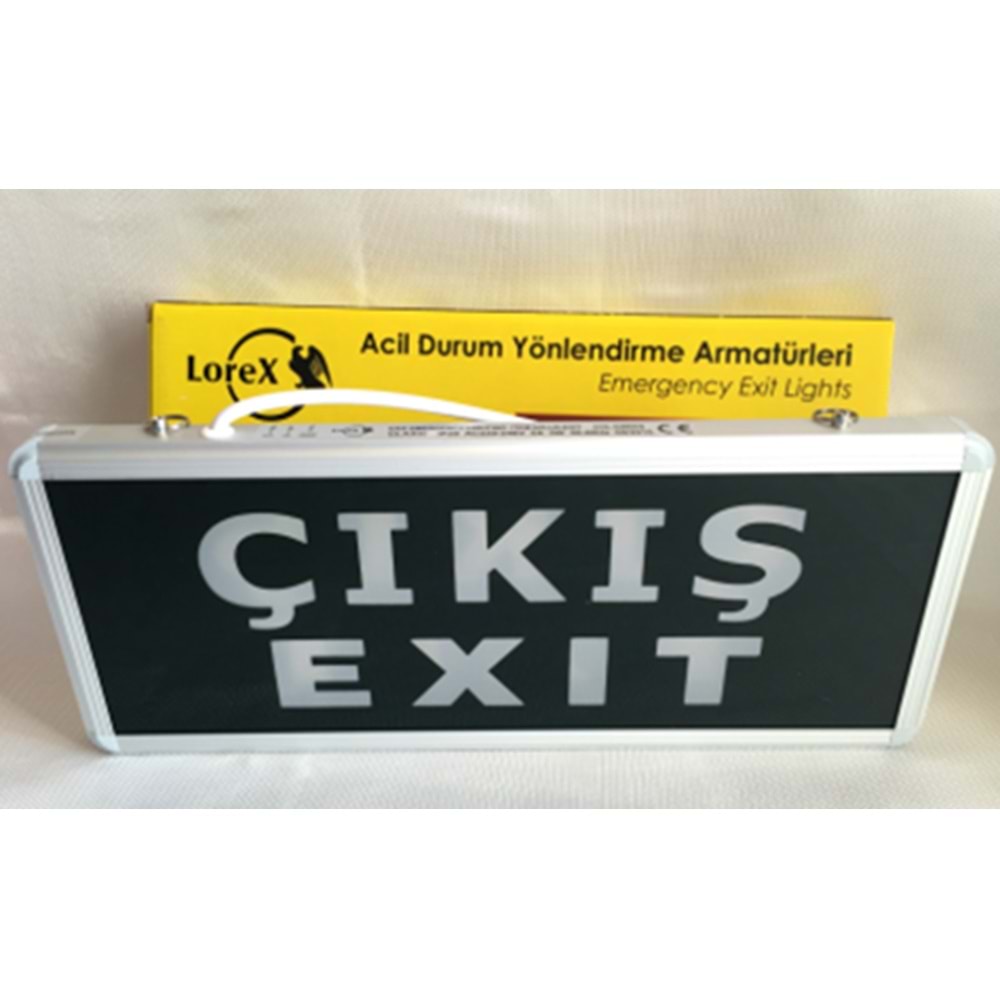 LoreX
Acil Durum Yönlendirme Armatürleri
Emergency Exit Lights
ÇIKIŞ
EXIT